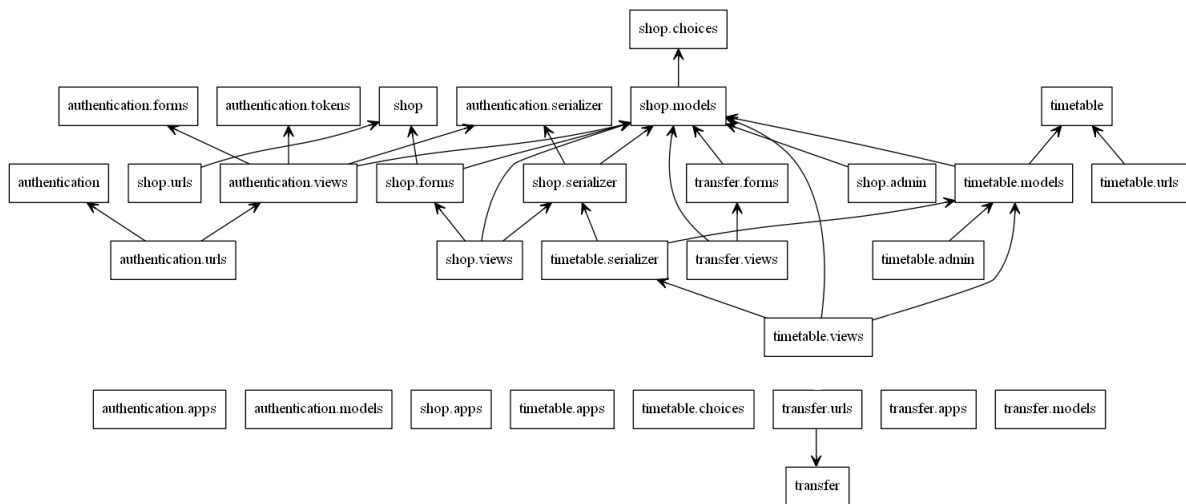 shop.choices
authentication.forms
authentication.tokens
shop
authentication.serializer
shop.models
timetable
authentication
shop.urls
authentication.views
shop.forms
shop.serializer
transfer.forms
shop.admin
timetable.models
timetable.urls
authentication.urls
shop.views
timetable.serializer
transfer.views
timetable.admin
timetable.views
authentication.apps
authentication.models
shop.apps
timetable.apps
timetable.choices
transfer.urls
transfer.apps
transfer.models
transfer